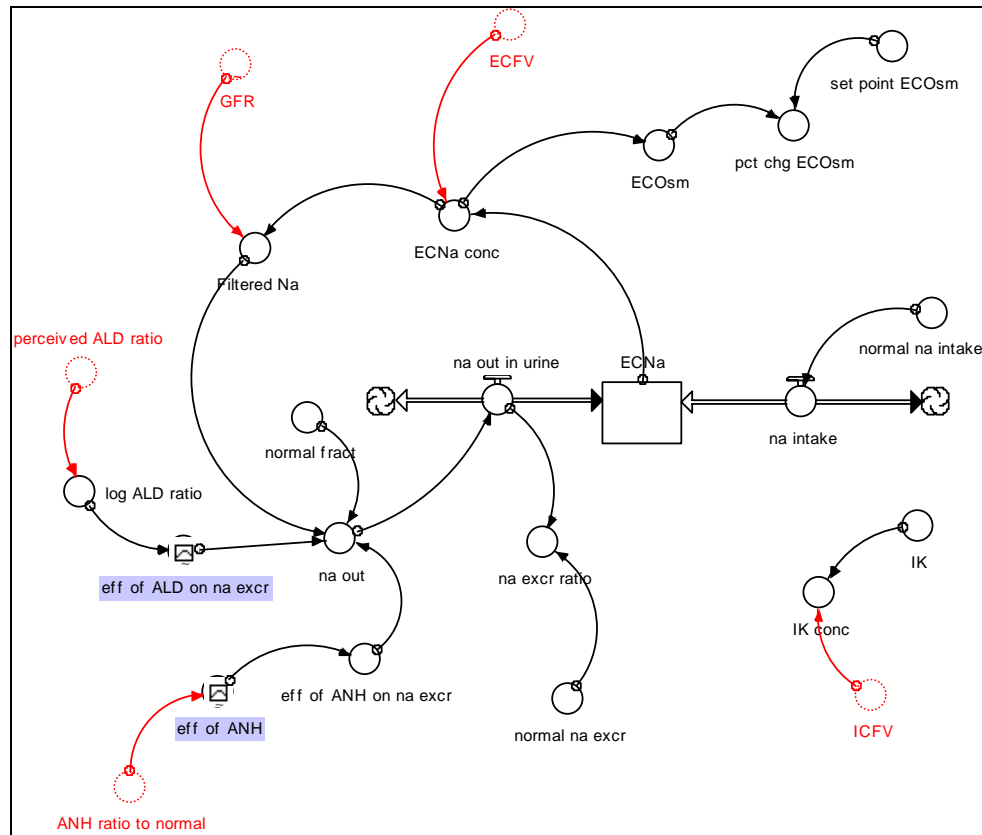 ECFV
GFR
set point ECOsm
pct chg ECOsm
ECOsm
ECNa conc
Filtered Na
perceived ALD ratio
normal na intake
na out in urine
ECNa
na intake
normal fract
log ALD ratio
na out
na excr ratio
IK
eff of ALD on na excr
IK conc
eff of ANH on na excr
eff of ANH
normal na excr
ICFV
ANH ratio to normal